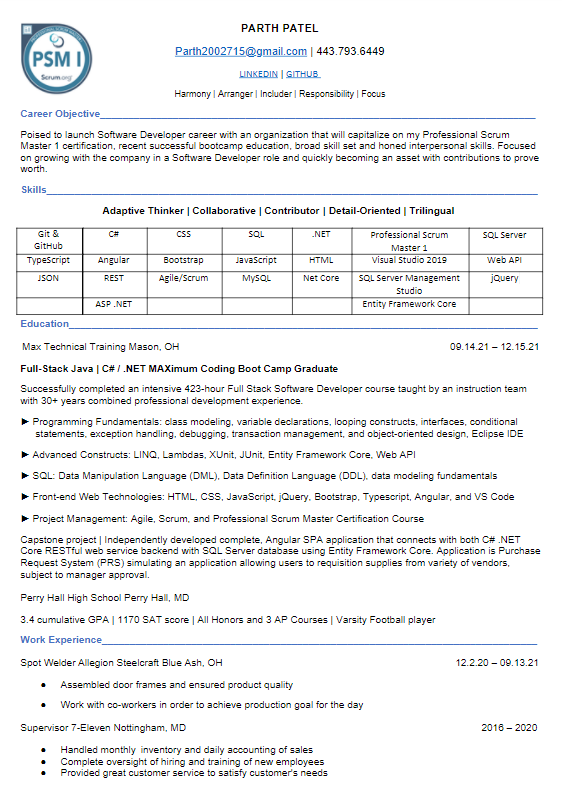 PSM I
Scrum.org
PARTH PATEL
Parth2002715@gmail.com | 443.793.6449
LINKEDIN | GITHUB
Harmony | Arranger | Includer | Responsibility | Focus
Career Objective
Poised to launch Software Developer career with an organization that will capitalize on my Professional Scrum
Master 1 certification, recent successful bootcamp education, broad skill set and honed interpersonal skills. Focused
on growing with the company in a Software Developer role and quickly becoming an asset with contributions to prove
worth.
Skills
Adaptive Thinker | Collaborative | Contributor | Detail-Oriented | Trilingual
Git & GitHub C# CSS SQL .NET Professional Scrum Master 1 SQL Server
TypeScript Angular Bootstrap JavaScript HTML Visual Studio 2019 Web API
JSON REST Agile/Scrum MySQL Net Core SQL Server Management Studio jQuery
ASP .NET Entity Framework Core
Education
Max Technical Training Mason, OH 09.14.21 – 12.15.21
Full-Stack Java | C# / .NET MAXimum Coding Boot Camp Graduate
Successfully completed an intensive 423-hour Full Stack Software Developer course taught by an instruction team
with 30+ years combined professional development experience.
► Programming Fundamentals: class modeling, variable declarations, looping constructs, interfaces, conditional
statements, exception handling, debugging, transaction management, and object-oriented design, Eclipse IDE
► Advanced Constructs: LINQ, Lambdas, XUnit, JUnit, Entity Framework Core, Web API
► SQL: Data Manipulation Language (DML), Data Definition Language (DDL), data modeling fundamentals
► Front-end Web Technologies: HTML, CSS, JavaScript, jQuery, Bootstrap, Typescript, Angular, and VS Code
► Project Management: Agile, Scrum, and Professional Scrum Master Certification Course
Capstone project | Independently developed complete, Angular SPA application that connects with both C# .NET
Core RESTful web service backend with SQL Server database using Entity Framework Core. Application is Purchase
Request System (PRS) simulating an application allowing users to requisition supplies from variety of vendors,
subject to manager approval.
Perry Hall High School Perry Hall, MD
3.4 cumulative GPA | 1170 SAT score | All Honors and 3 AP Courses | Varsity Football player
Work Experience
Spot Welder Allegion Steelcraft Blue Ash, OH 12.2.20 – 09.13.21
• Assembled door frames and ensured product quality
• Work with co-workers in order to achieve production goal for the day
Supervisor 7-Eleven Nottingham, MD 2016 – 2020
• Handled monthly inventory and daily accounting of sales
• Complete oversight of hiring and training of new employees
• Provided great customer service to satisfy customer's needs